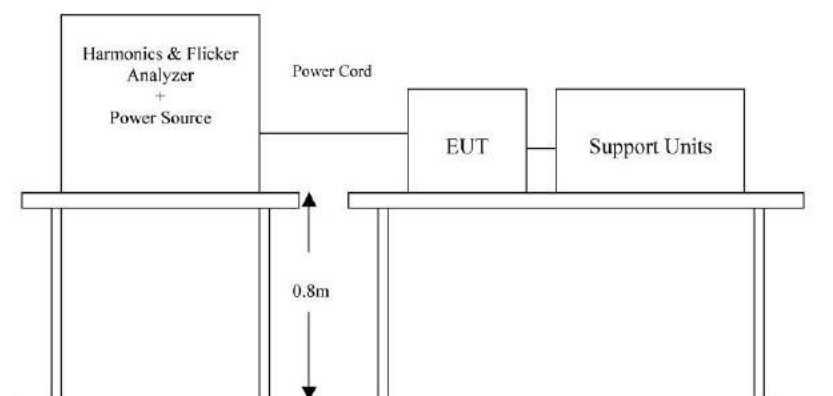 Harmonics & Flicker
Analyzer
+
Power Source
Power Cord
EUT
Support Units
0.8m